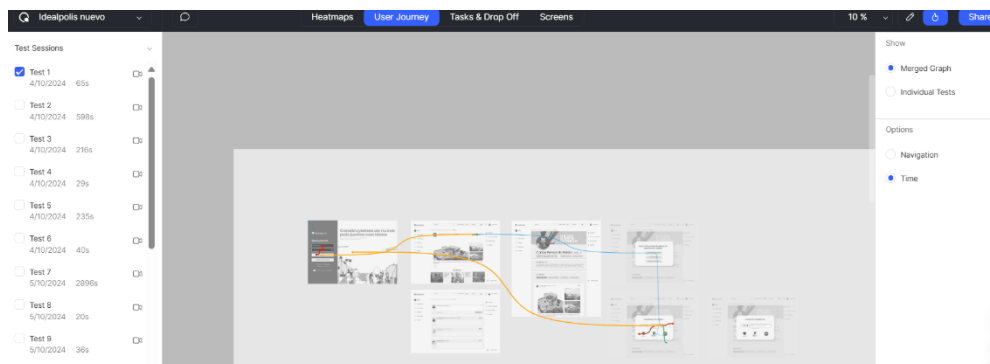 Idealpolis nuevo
Heatmaps
User Journey
Tasks & Drop Off
Screens
10 %
Share
Test Sessions
Test 1
4/10/2024 65s
Test 2
4/10/2024 598s
Test 3
4/10/2024 216s
Test 4
4/10/2024 29s
Test 5
4/10/2024 235s
Test 6
4/10/2024 40s
Test 7
5/10/2024 2896s
Test 8
5/10/2024 20s
Test 9
5/10/2024 36s
Show
Merged Graph
Individual Tests
Options
Navigation
Time